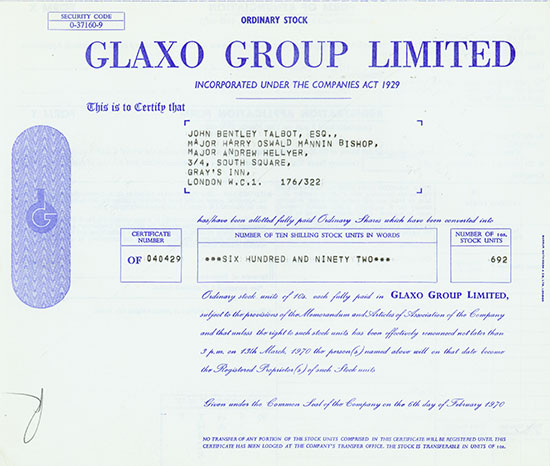 SECURITY CODE
0-37160-9
ORDINARY STOCK
GLAXO GROUP LIMITED
INCORPORATED UNDER THE COMPANIES ACT 1929
This is to Certify that
JOHN BENTLEY TALBOT, ESQ.,
MAJOR HARRY OSWALD MANNIN BISHOP,
MAJOR ANDREW HELLYER,
3/4, SOUTH SQUARE,
GRAY'S INN,
LONDON W.C.1. 176/322
has/have been allotted fully paid Ordinary Shares which have been converted into
CERTIFICATE NUMBER
OF 040429
NUMBER OF TEN SHILLING STOCK UNITS IN WORDS
***SIX HUNDRED AND NINETY TWO***
NUMBER OF 10s. STOCK UNITS
692
Ordinary stock units of 10s. each fully paid in GLAXO GROUP LIMITED,
subject to the provisions of the Memorandum and Articles of Association of the Company
and that unless the right to such stock units has been effectively renounced not later than
3 p.m. on 13th March, 1970 the person(s) named above will on that date become
the Registered Proprietor(s) of such Stock units
Given under the Common Seal of the Company on the 6th day of February 1970
NO TRANSFER OF ANY PORTION OF THE STOCK UNITS COMPRISED IN THIS CERTIFICATE WILL BE REGISTERED UNTIL THIS
CERTIFICATE HAS BEEN LODGED AT THE COMPANY'S TRANSFER OFFICE. THE STOCK IS TRANSFERABLE IN UNITS OF 10s.